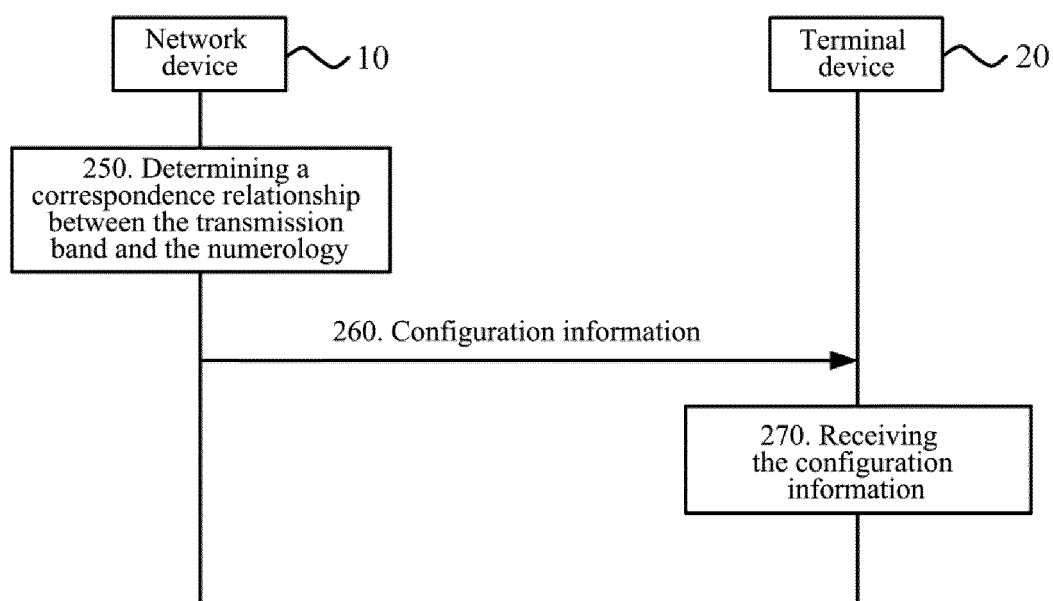 Network
device
10
Terminal
device
20
250. Determining a
correspondence relationship
between the transmission
band and the numerology
260. Configuration information
270. Receiving
the configuration
information